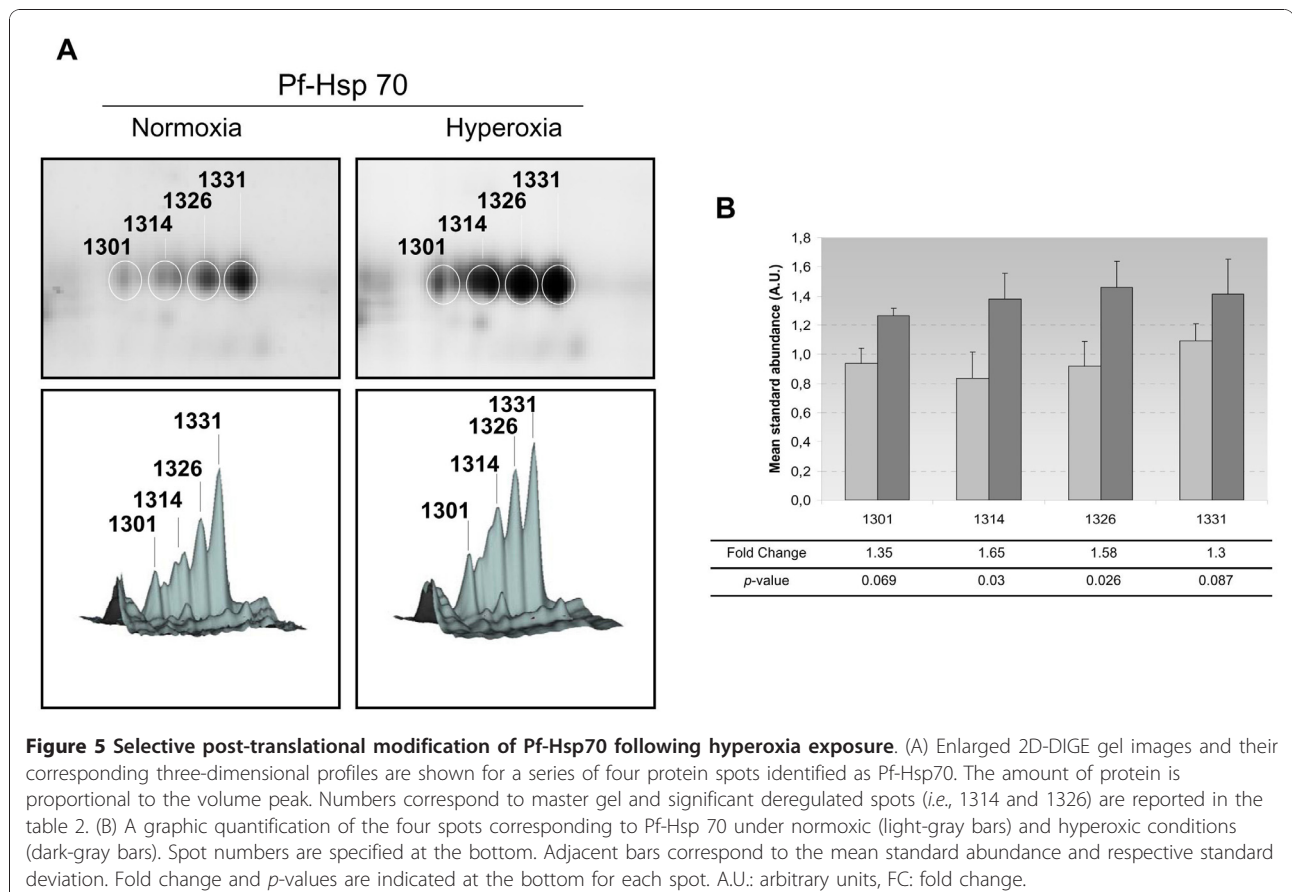 A
Pf-Hsp 70
Normoxia
Hyperoxia
1331
1326
1314
1301
1331
1326
1314
1301
1331
1326
1314
1301
1331
1326
1314
1301
B
Mean standard abundance (A.U.)
1,8
1,6
1,4
1,2
1,0
0,8
0,6
0,4
0,2
0,0
1301 1314 1326 1331
Fold Change 1.35 1.65 1.58 1.3
p-value 0.069 0.03 0.026 0.087
Figure 5 Selective post-translational modification of Pf-Hsp70 following hyperoxia exposure. (A) Enlarged 2D-DIGE gel images and their
corresponding three-dimensional profiles are shown for a series of four protein spots identified as Pf-Hsp70. The amount of protein is
proportional to the volume peak. Numbers correspond to master gel and significant deregulated spots (i.e., 1314 and 1326) are reported in the
table 2. (B) A graphic quantification of the four spots corresponding to Pf-Hsp 70 under normoxic (light-gray bars) and hyperoxic conditions
(dark-gray bars). Spot numbers are specified at the bottom. Adjacent bars correspond to the mean standard abundance and respective standard
deviation. Fold change and p-values are indicated at the bottom for each spot. A.U.: arbitrary units, FC: fold change.